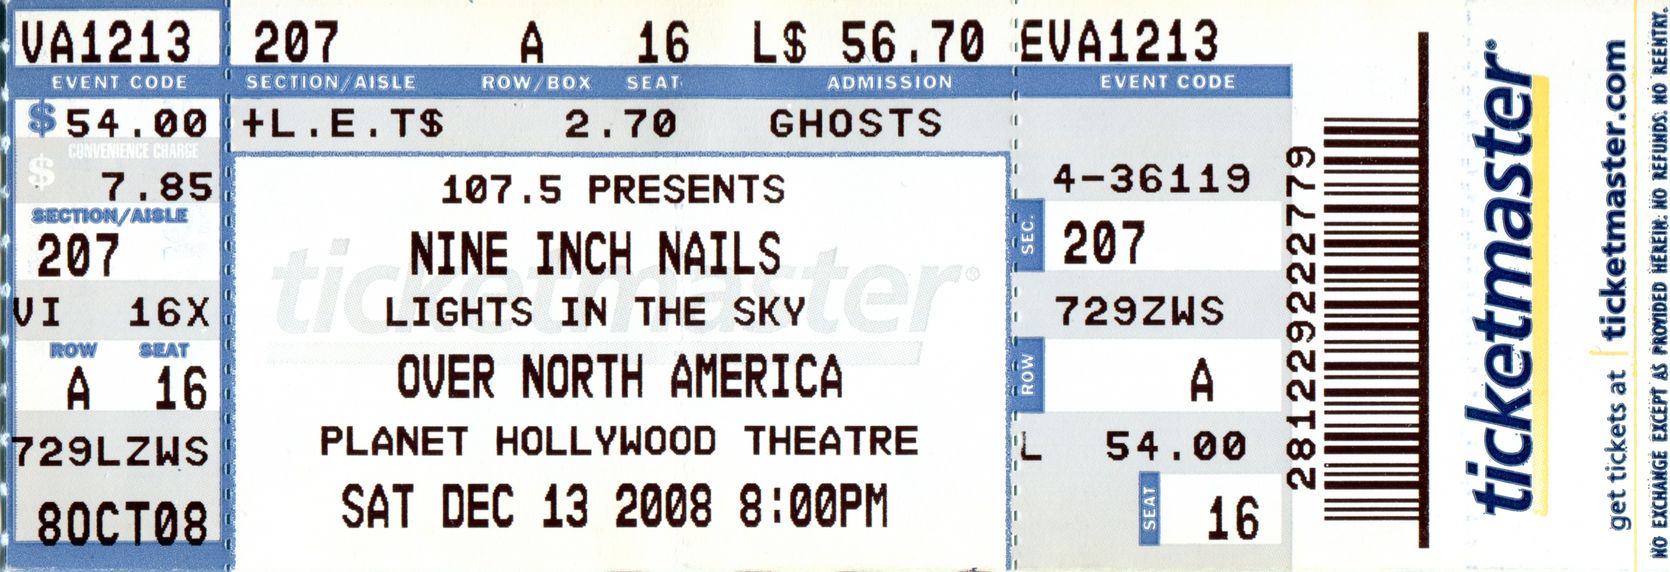 VA1213 207 A 16 L$ 56.70 EVA1213
EVENT CODE SECTION/AISLE ROW/BOX SEAT ADMISSION EVENT CODE
$54.00
CONVENIENCE CHARGE
$ 7.85
SECTION/AISLE
207
VI 16X
ROW SEAT
A 16
729LZWS
8OCT08
+L.E.T$ 2.70 GHOSTS
107.5 PRESENTS
NINE INCH NAILS
LIGHTS IN THE SKY
OVER NORTH AMERICA
PLANET HOLLYWOOD THEATRE
SAT DEC 13 2008 8:00PM
ticketmaster®
4-36119
SEC. 207
729ZWS
ROW A
L 54.00
SEAT 16
2812292222779
ticketmaster®
get tickets at ticketmaster.com
NO EXCHANGE EXCEPT AS PROVIDED HEREIN; NO REFUNDS; NO REENTRY.